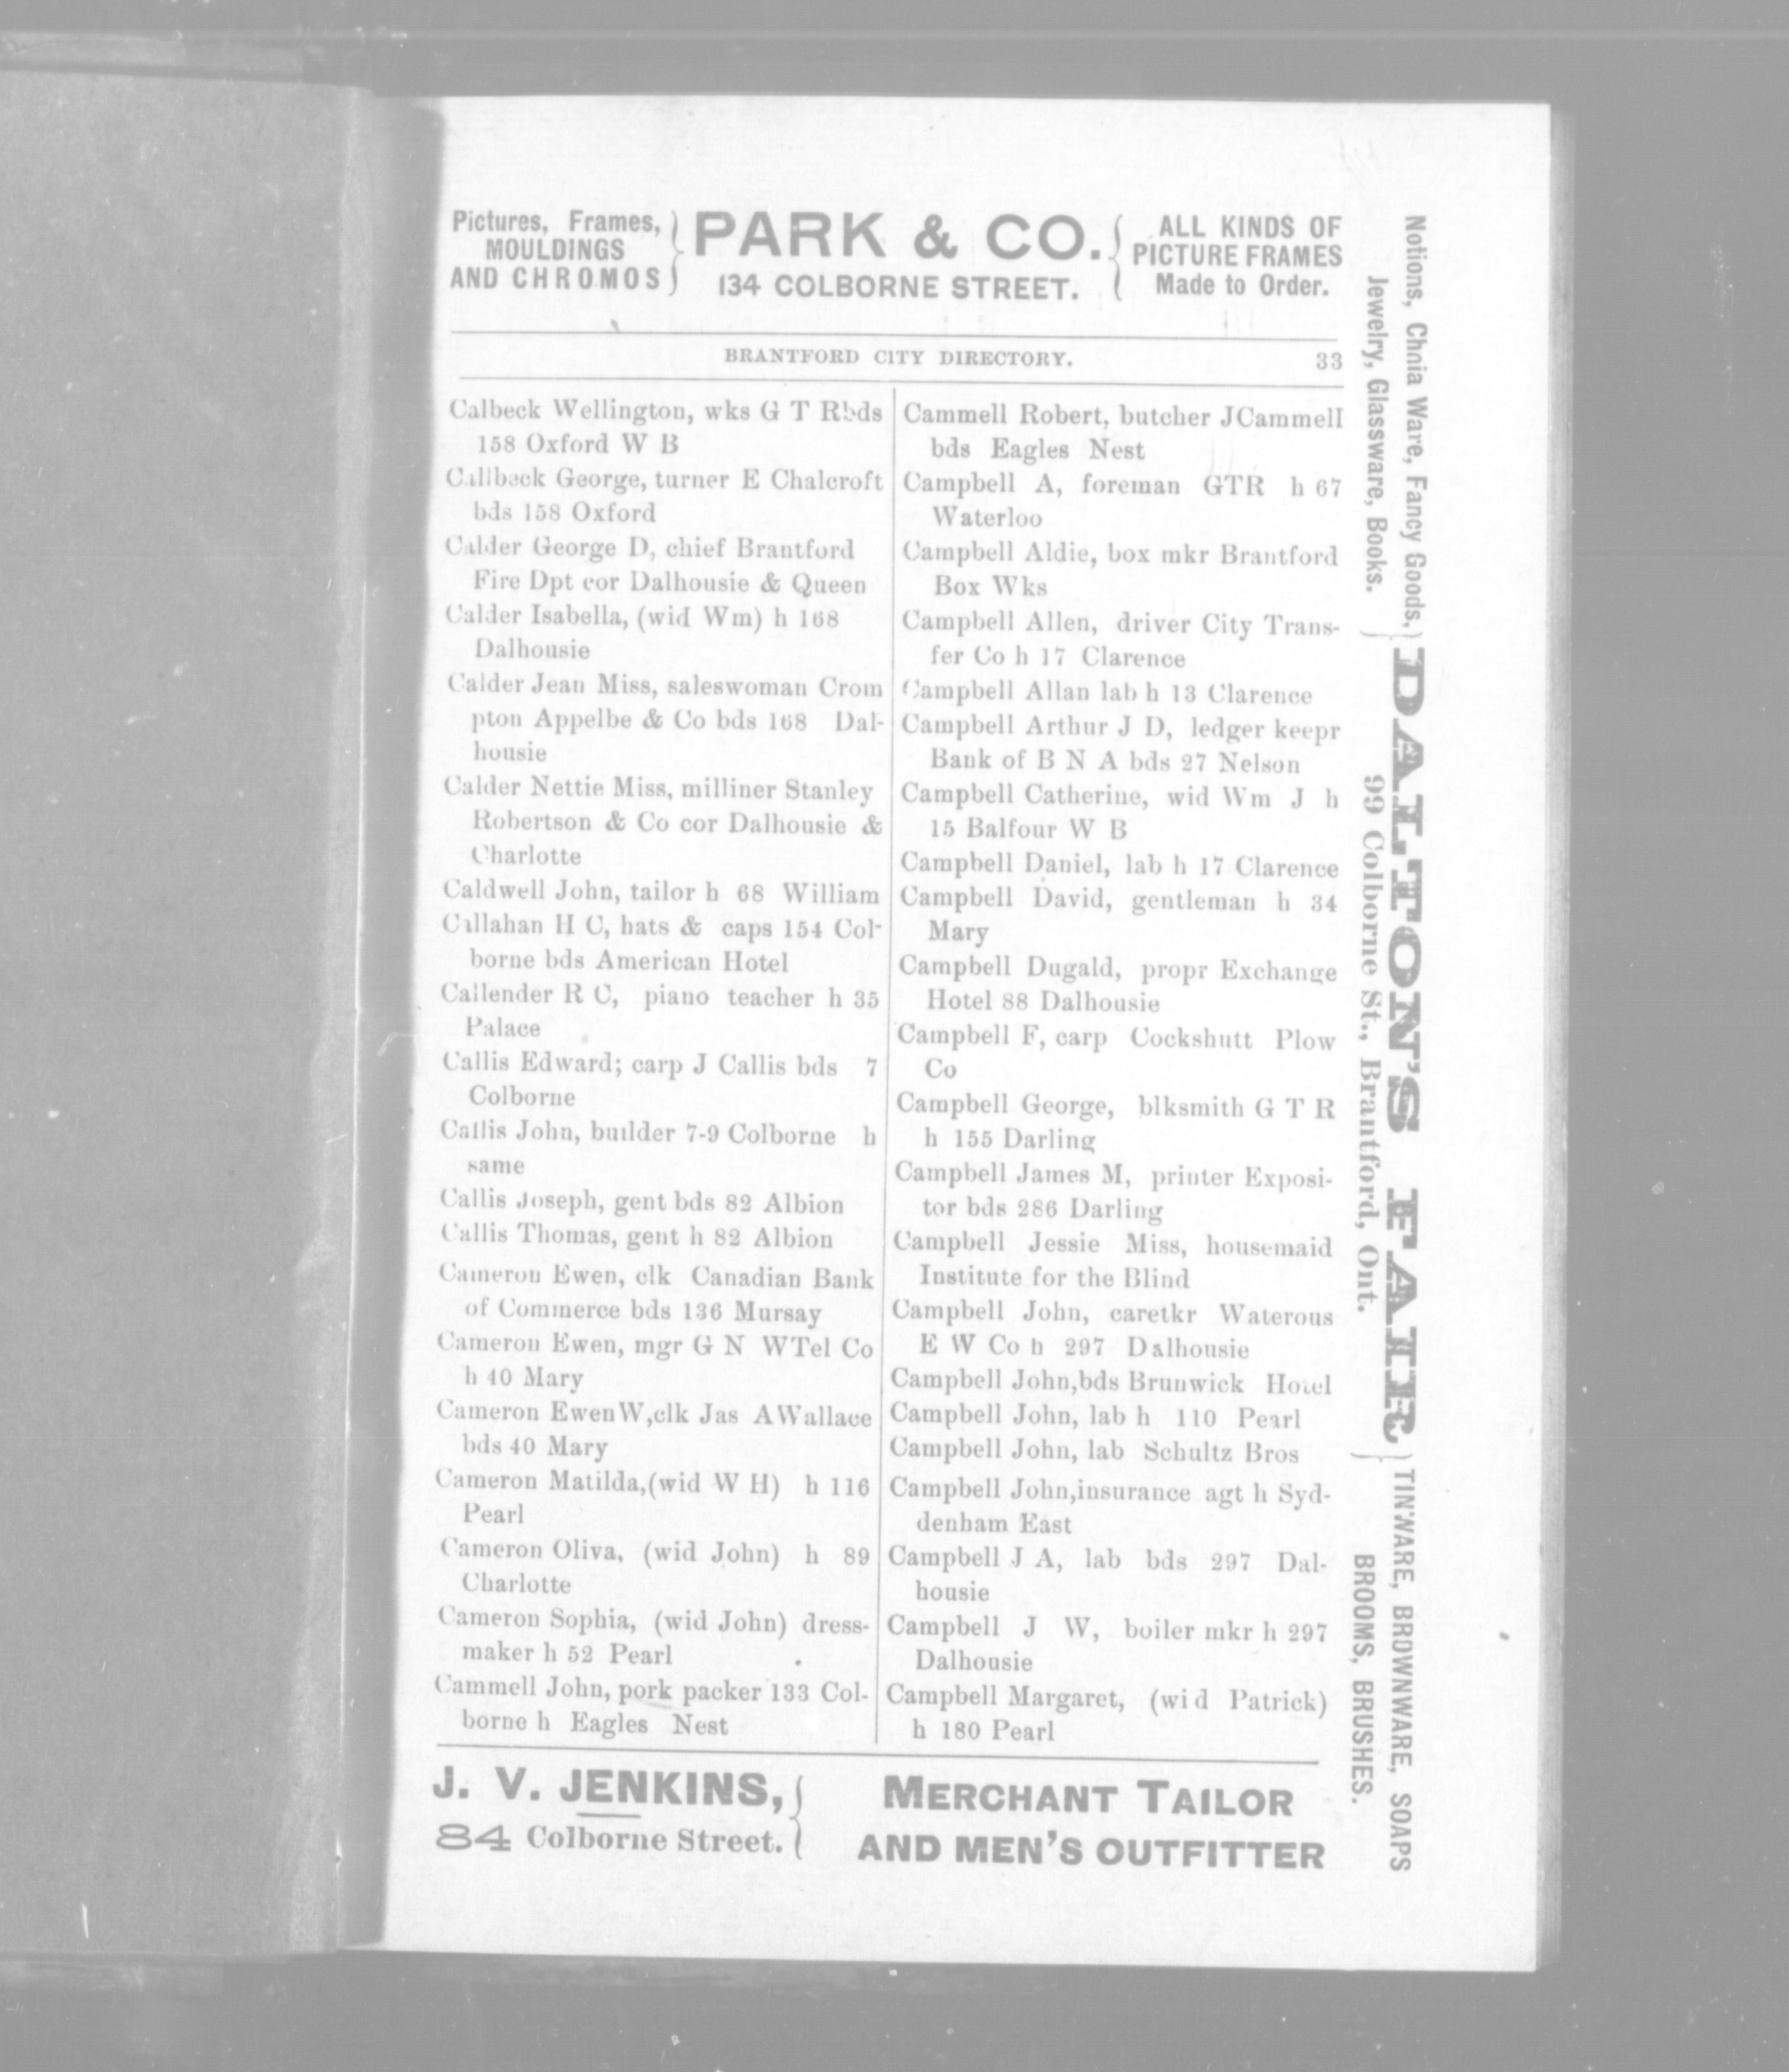 Pictures, Frames,
MOULDINGS
AND CHROMOS
PARK & CO.
134 COLBORNE STREET.
ALL KINDS OF
PICTURE FRAMES
Made to Order.
BRANTFORD CITY DIRECTORY. 33
Calbeck Wellington, wks G T R bds
158 Oxford W B
Callbeck George, turner E Chalcroft
bds 158 Oxford
Calder George D, chief Brantford
Fire Dpt cor Dalhousie & Queen
Calder Isabella, (wid Wm) h 168
Dalhousie
Calder Jean Miss, saleswoman Crom
pton Appelbe & Co bds 168 Dal-
housie
Calder Nettie Miss, milliner Stanley
Robertson & Co cor Dalhousie &
Charlotte
Caldwell John, tailor h 68 William
Callahan H C, hats & caps 154 Col-
borne bds American Hotel
Callender R C, piano teacher h 35
Palace
Callis Edward; carp J Callis bds 7
Colborne
Callis John, builder 7-9 Colborne h
same
Callis Joseph, gent bds 82 Albion
Callis Thomas, gent h 82 Albion
Cameron Ewen, clk Canadian Bank
of Commerce bds 136 Mursay
Cameron Ewen, mgr G N WTel Co
h 40 Mary
Cameron EwenW,clk Jas AWallace
bds 40 Mary
Cameron Matilda,(wid W H) h 116
Pearl
Cameron Oliva, (wid John) h 89
Charlotte
Cameron Sophia, (wid John) dress-
maker h 52 Pearl
Cammell John, pork packer 133 Col-
borne h Eagles Nest
Cammell Robert, butcher JCammell
bds Eagles Nest
Campbell A, foreman GTR h 67
Waterloo
Campbell Aldie, box mkr Brantford
Box Wks
Campbell Allen, driver City Trans-
fer Co h 17 Clarence
Campbell Allan lab h 13 Clarence
Campbell Arthur J D, ledger keepr
Bank of B N A bds 27 Nelson
Campbell Catherine, wid Wm J h
15 Balfour W B
Campbell Daniel, lab h 17 Clarence
Campbell David, gentleman h 34
Mary
Campbell Dugald, propr Exchange
Hotel 88 Dalhousie
Campbell F, carp Cockshutt Plow
Co
Campbell George, blksmith G T R
h 155 Darling
Campbell James M, printer Exposi-
tor bds 286 Darling
Campbell Jessie Miss, housemaid
Institute for the Blind
Campbell John, caretkr Waterous
E W Co h 297 Dalhousie
Campbell John,bds Brunwick Hotel
Campbell John, lab h 110 Pearl
Campbell John, lab Schultz Bros
Campbell John,insurance agt h Syd-
denham East
Campbell J A, lab bds 297 Dal-
housie
Campbell J W, boiler mkr h 297
Dalhousie
Campbell Margaret, (wi d Patrick)
h 180 Pearl
J. V. JENKINS,
84 Colborne Street.
MERCHANT TAILOR
AND MEN'S OUTFITTER
Notions, Chnia Ware, Fancy Goods,
Jewelry, Glassware, Books.
DALTON'S FAIR
99 Colborne St., Brantford, Ont.
TINWARE, BROWNWARE, SOAPS
BROOMS, BRUSHES.